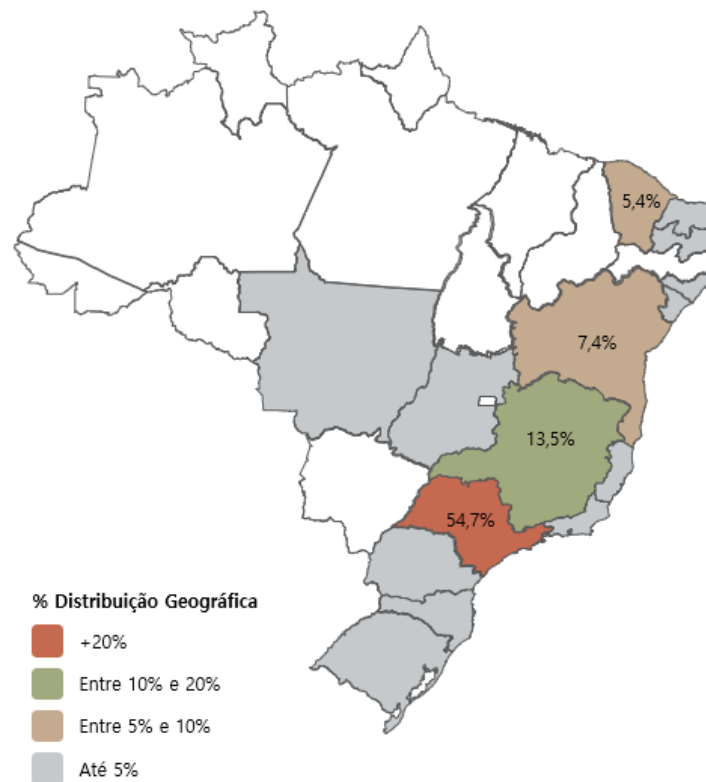 5,4%
7,4%
13,5%
54,7%
% Distribuição Geográfica
+20%
Entre 10% e 20%
Entre 5% e 10%
Até 5%